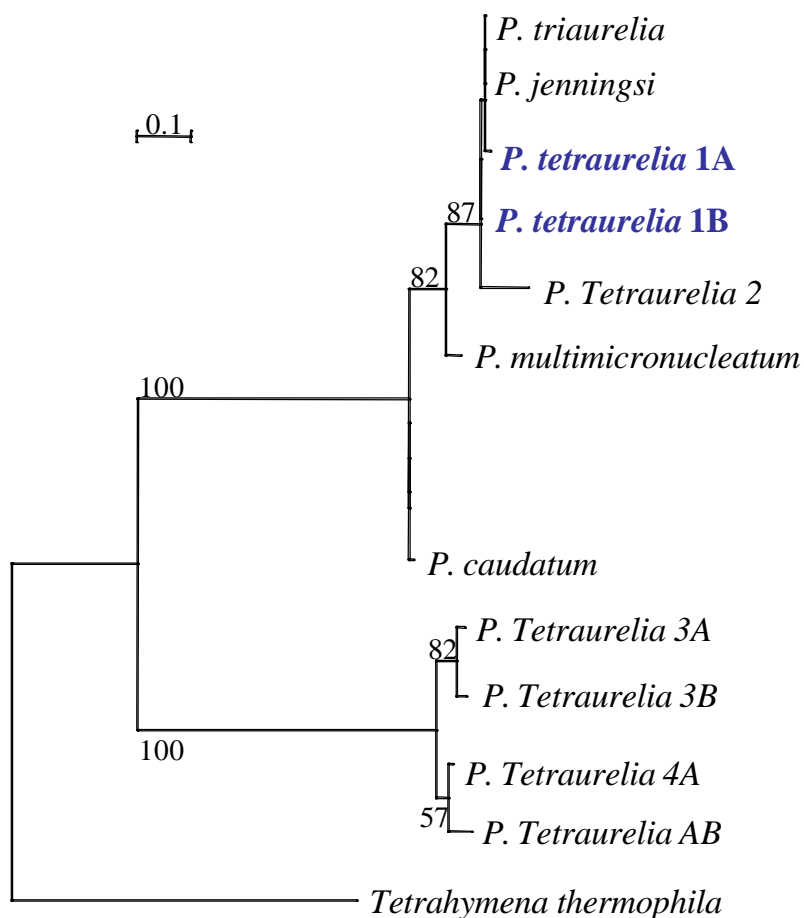 P. triaurelia
P. jenningsi
0.1
P. tetraurelia 1A
87
P. tetraurelia 1B
82
P. Tetraurelia 2
P. multimicronucleatum
100
P. caudatum
P. Tetraurelia 3A
82
P. Tetraurelia 3B
100
P. Tetraurelia 4A
57
P. Tetraurelia AB
Tetrahymena thermophila